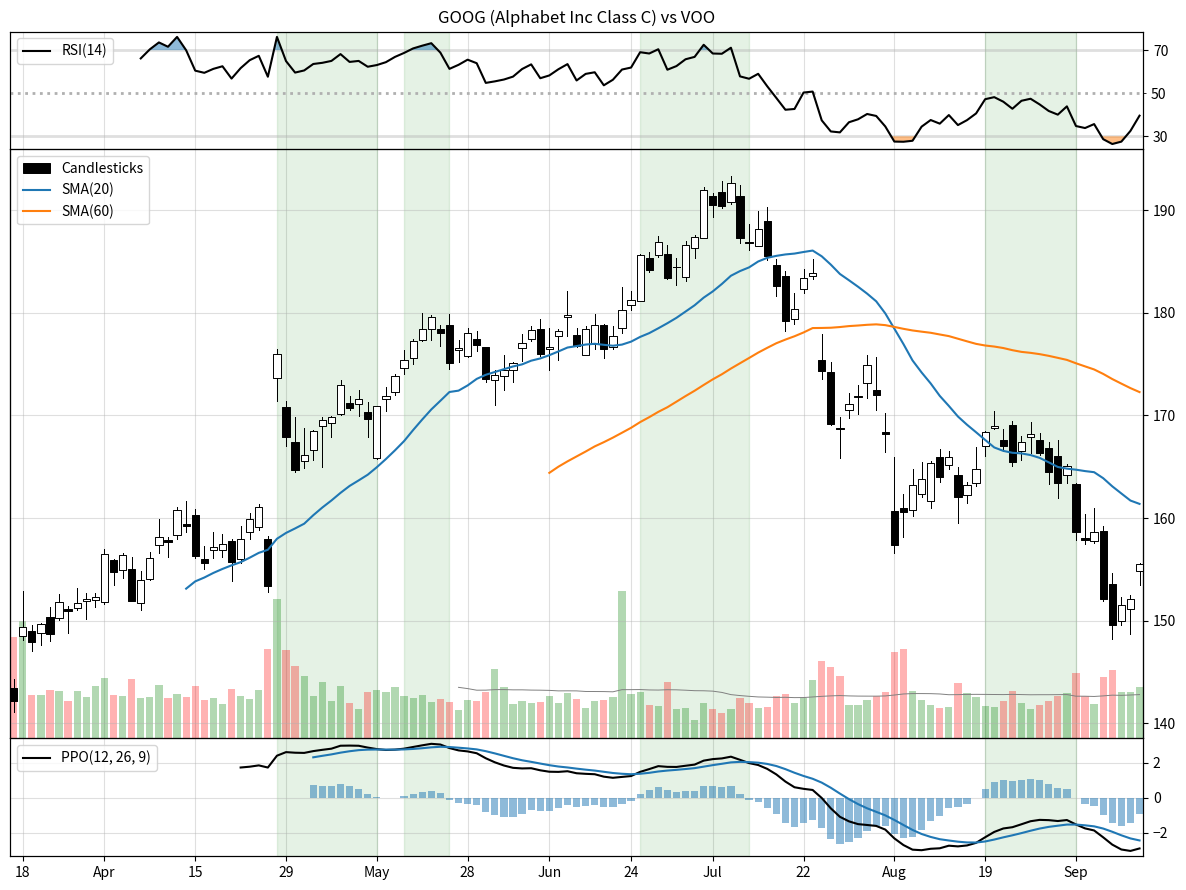 GOOG (Alphabet Inc Class C) vs VOO
RSI(14)
70
50
30
Candlesticks
SMA(20)
SMA(60)
190
180
170
160
150
140
PPO(12, 26, 9)
2
0
−2
18 Apr 15 29 May 28 Jun 24 Jul 22 Aug 19 Sep